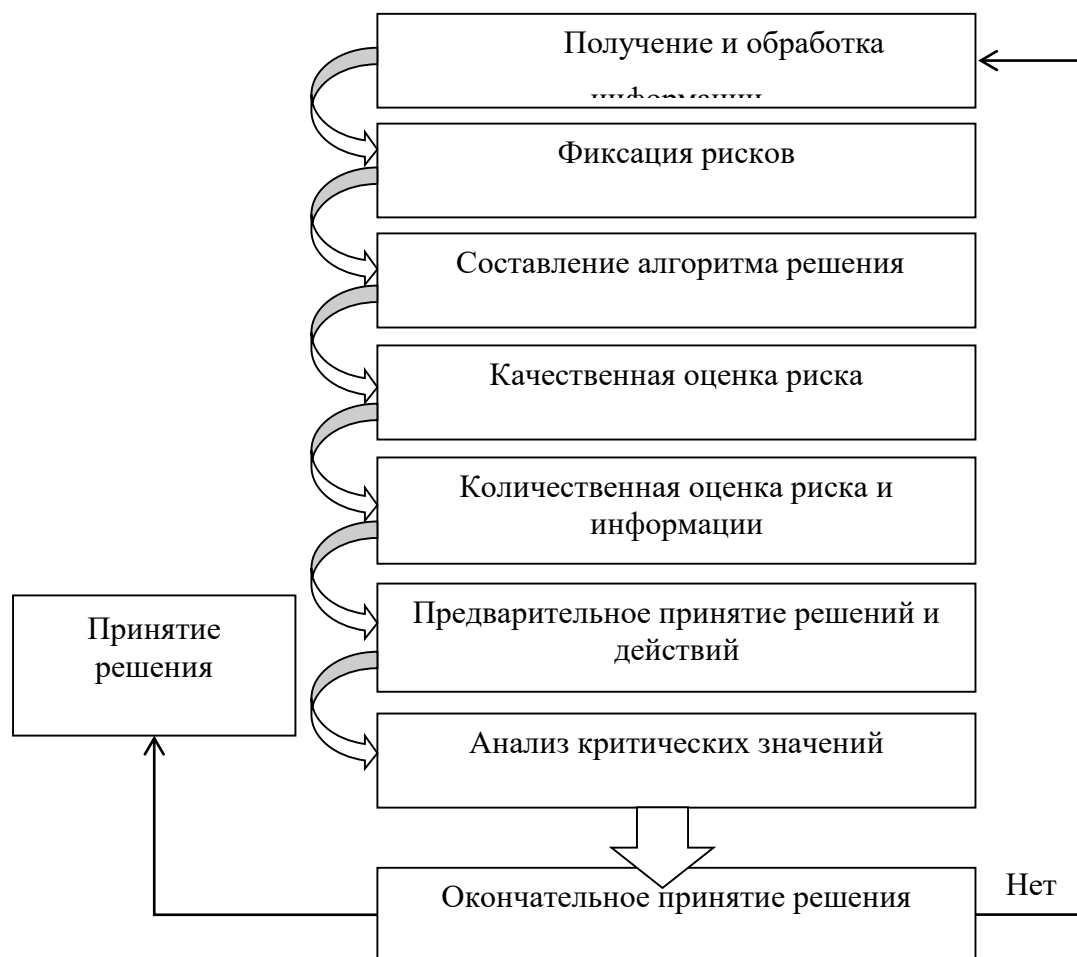 Получение и обработка
информации
Фиксация рисков
Составление алгоритма решения
Качественная оценка риска
Количественная оценка риска и
информации
Предварительное принятие решений и
действий
Принятие
решения
Анализ критических значений
Окончательное принятие решения
Нет